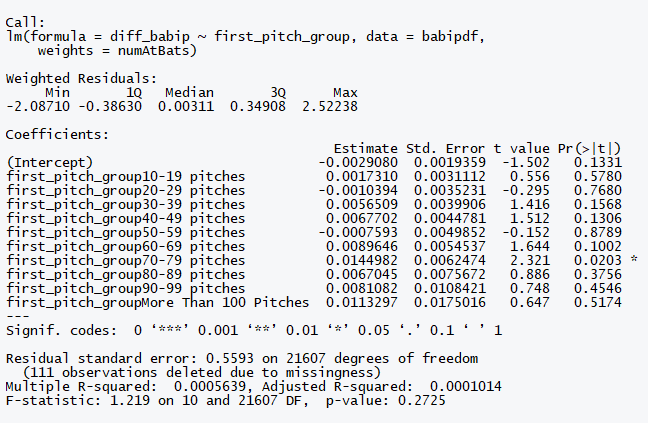 Call:
lm(formula = diff_babip ~ first_pitch_group, data = babipdf,
    weights = numAtBats)
Weighted Residuals:
     Min       1Q   Median       3Q      Max
-2.08710 -0.38630  0.00311  0.34908  2.52238
Coefficients:
                                         Estimate Std. Error t value Pr(>|t|)
(Intercept)                            -0.0029080  0.0019359  -1.502   0.1331
first_pitch_group10-19 pitches          0.0017310  0.0031112   0.556   0.5780
first_pitch_group20-29 pitches         -0.0010394  0.0035231  -0.295   0.7680
first_pitch_group30-39 pitches          0.0056509  0.0039906   1.416   0.1568
first_pitch_group40-49 pitches          0.0067702  0.0044781   1.512   0.1306
first_pitch_group50-59 pitches         -0.0007593  0.0049852  -0.152   0.8789
first_pitch_group60-69 pitches          0.0089646  0.0054537   1.644   0.1002
first_pitch_group70-79 pitches          0.0144982  0.0062474   2.321   0.0203 *
first_pitch_group80-89 pitches          0.0067045  0.0075672   0.886   0.3756
first_pitch_group90-99 pitches          0.0081082  0.0108421   0.748   0.4546
first_pitch_groupMore Than 100 Pitches  0.0113297  0.0175016   0.647   0.5174
---
Signif. codes:  0 ‘***’ 0.001 ‘**’ 0.01 ‘*’ 0.05 ‘.’ 0.1 ‘ ’ 1
Residual standard error: 0.5593 on 21607 degrees of freedom
  (111 observations deleted due to missingness)
Multiple R-squared:  0.0005639, Adjusted R-squared:  0.0001014
F-statistic: 1.219 on 10 and 21607 DF,  p-value: 0.2725